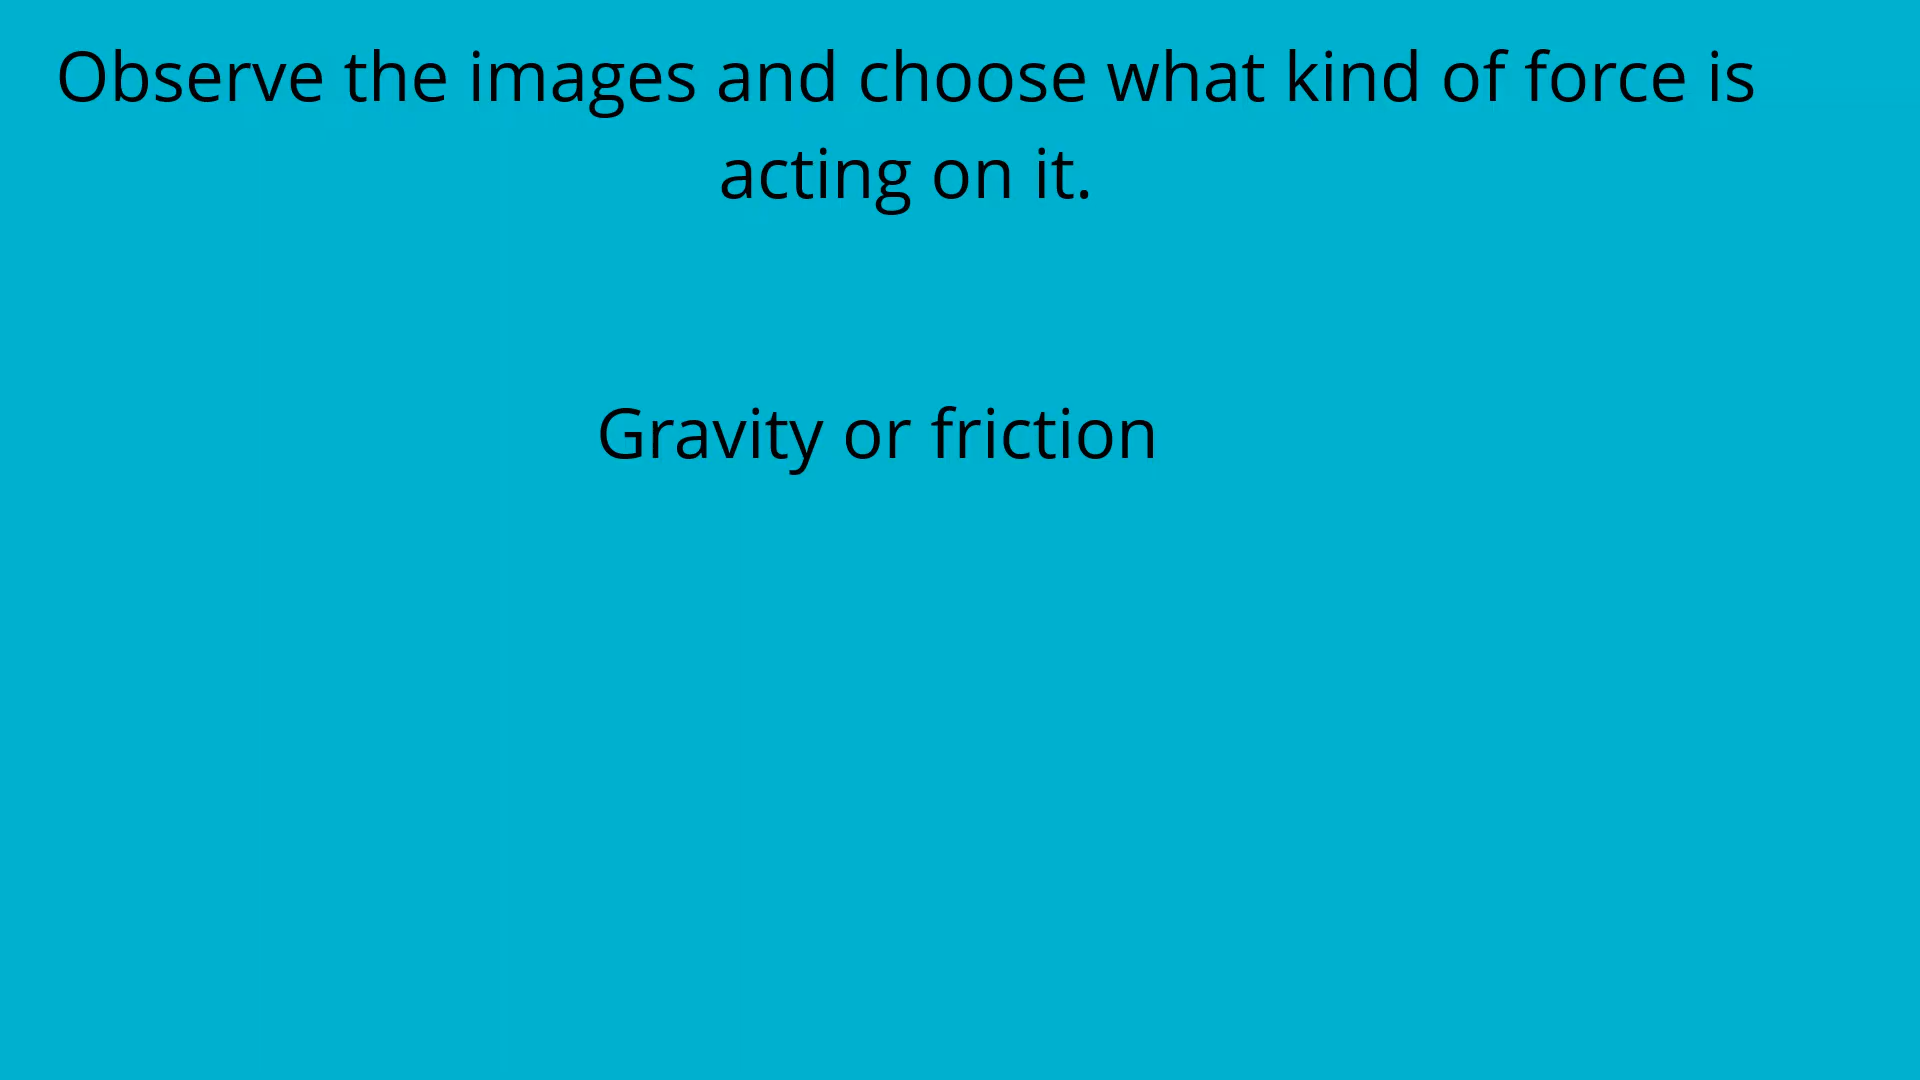 Observe the images and choose what kind of force is
acting on it.
Gravity or friction